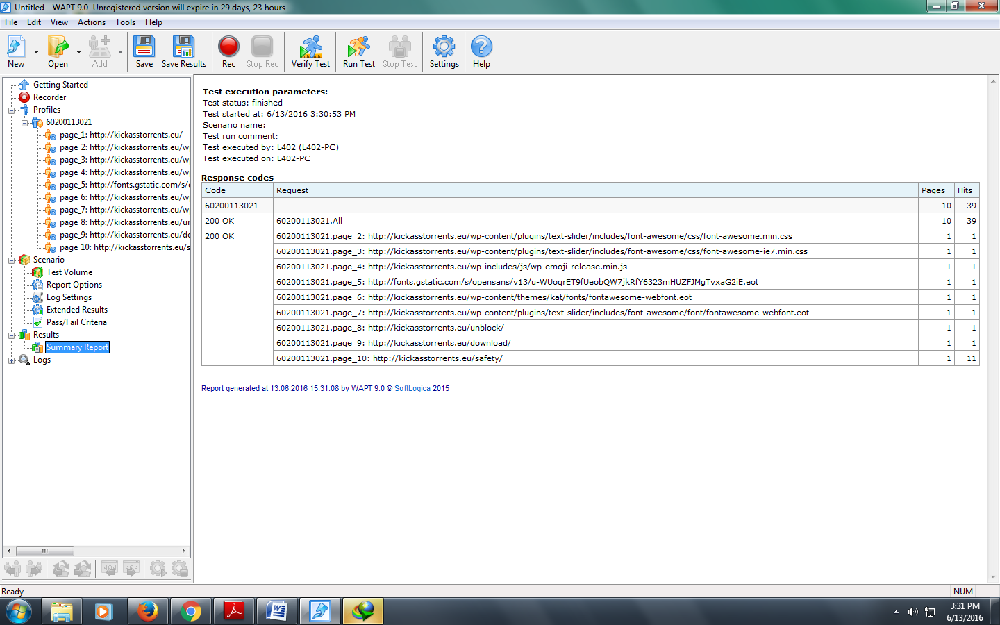 Untitled - WAPT 9.0  Unregistered version will expire in 29 days, 23 hours
File Edit View Actions Tools Help
New Open Add Save Save Results Rec Stop Rec Verify Test Run Test Stop Test Settings Help
Getting Started
Recorder
Profiles
60200113021
page_1: http://kickasstorrents.eu/
page_2: http://kickasstorrents.eu/w
page_3: http://kickasstorrents.eu/w
page_4: http://kickasstorrents.eu/w
page_5: http://fonts.gstatic.com/s/
page_6: http://kickasstorrents.eu/w
page_7: http://kickasstorrents.eu/w
page_8: http://kickasstorrents.eu/un
page_9: http://kickasstorrents.eu/do
page_10: http://kickasstorrents.eu/s
Scenario
Test Volume
Report Options
Log Settings
Extended Results
Pass/Fail Criteria
Results
Summary Report
Logs
404 404
Test execution parameters:
Test status: finished
Test started at: 6/13/2016 3:30:53 PM
Scenario name:
Test run comment:
Test executed by: L402 (L402-PC)
Test executed on: L402-PC
Response codes
Code Request Pages Hits
60200113021 - 10 39
200 OK 60200113021.All 10 39
200 OK 60200113021.page_2: http://kickasstorrents.eu/wp-content/plugins/text-slider/includes/font-awesome/css/font-awesome.min.css 1 1
60200113021.page_3: http://kickasstorrents.eu/wp-content/plugins/text-slider/includes/font-awesome/css/font-awesome-ie7.min.css 1 1
60200113021.page_4: http://kickasstorrents.eu/wp-includes/js/wp-emoji-release.min.js 1 1
60200113021.page_5: http://fonts.gstatic.com/s/opensans/v13/u-WUoqrET9fUeobQW7jkRfY6323mHUZFJMgTvxaG2iE.eot 1 1
60200113021.page_6: http://kickasstorrents.eu/wp-content/themes/kat/fonts/fontawesome-webfont.eot 1 1
60200113021.page_7: http://kickasstorrents.eu/wp-content/plugins/text-slider/includes/font-awesome/font/fontawesome-webfont.eot 1 1
60200113021.page_8: http://kickasstorrents.eu/unblock/ 1 1
60200113021.page_9: http://kickasstorrents.eu/download/ 1 1
60200113021.page_10: http://kickasstorrents.eu/safety/ 1 11
Report generated at 13.06.2016 15:31:08 by WAPT 9.0 © SoftLogica 2015
Ready NUM
3:31 PM
6/13/2016